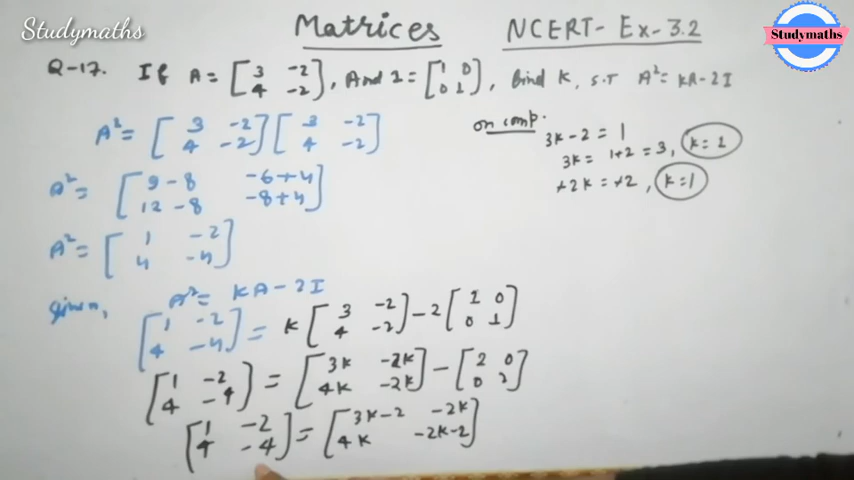 Studymaths
Matrices NCERT- Ex-3.2
Studymaths
Q-17. If A = [3 -2 4 -2], And I = [1 0 0 1], find K, s.t A² = KA-2I
A² = [3 -2 4 -2] [3 -2 4 -2]
A² = [9-8 -6+4 12-8 -8+4]
A² = [1 -2 4 -4]
given, A² = KA-2I
[1 -2 4 -4] = K [3 -2 4 -2] - 2 [1 0 0 1]
[1 -2 4 -4] = [3K -2K 4K -2K] - [2 0 0 2]
[1 -2 4 -4] = [3K-2 -2K 4K -2K-2]
on comp.
3K-2 = 1
3K = 1+2 = 3, K=1
+2K = +2, K=1